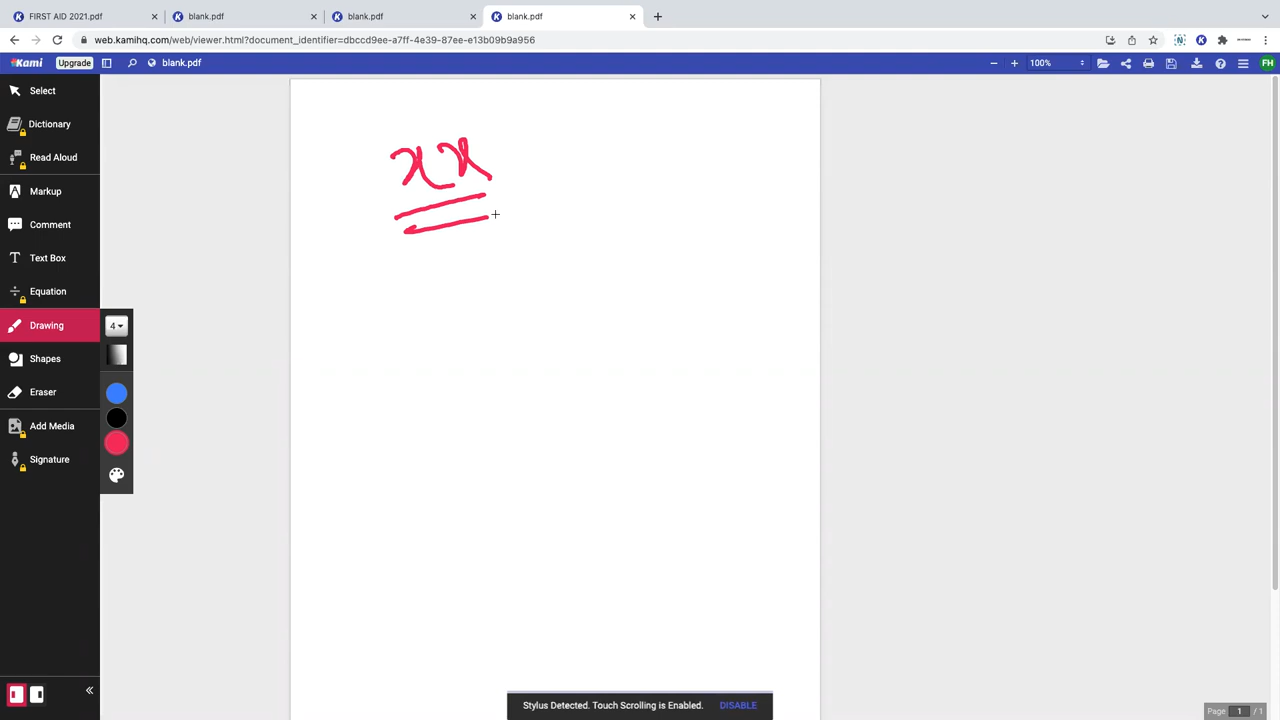 FIRST AID 2021.pdf
blank.pdf
blank.pdf
blank.pdf
web.kamihq.com/web/viewer.html?document_identifier=dbccd9ee-a7ff-4e39-87ee-e13b09b9a956
Kami
Upgrade
blank.pdf
100%
FH
Select
Dictionary
Read Aloud
Markup
Comment
Text Box
Equation
Drawing
Shapes
Eraser
Add Media
Signature
4
xx
Stylus Detected. Touch Scrolling is Enabled. DISABLE
Page: 1 / 1